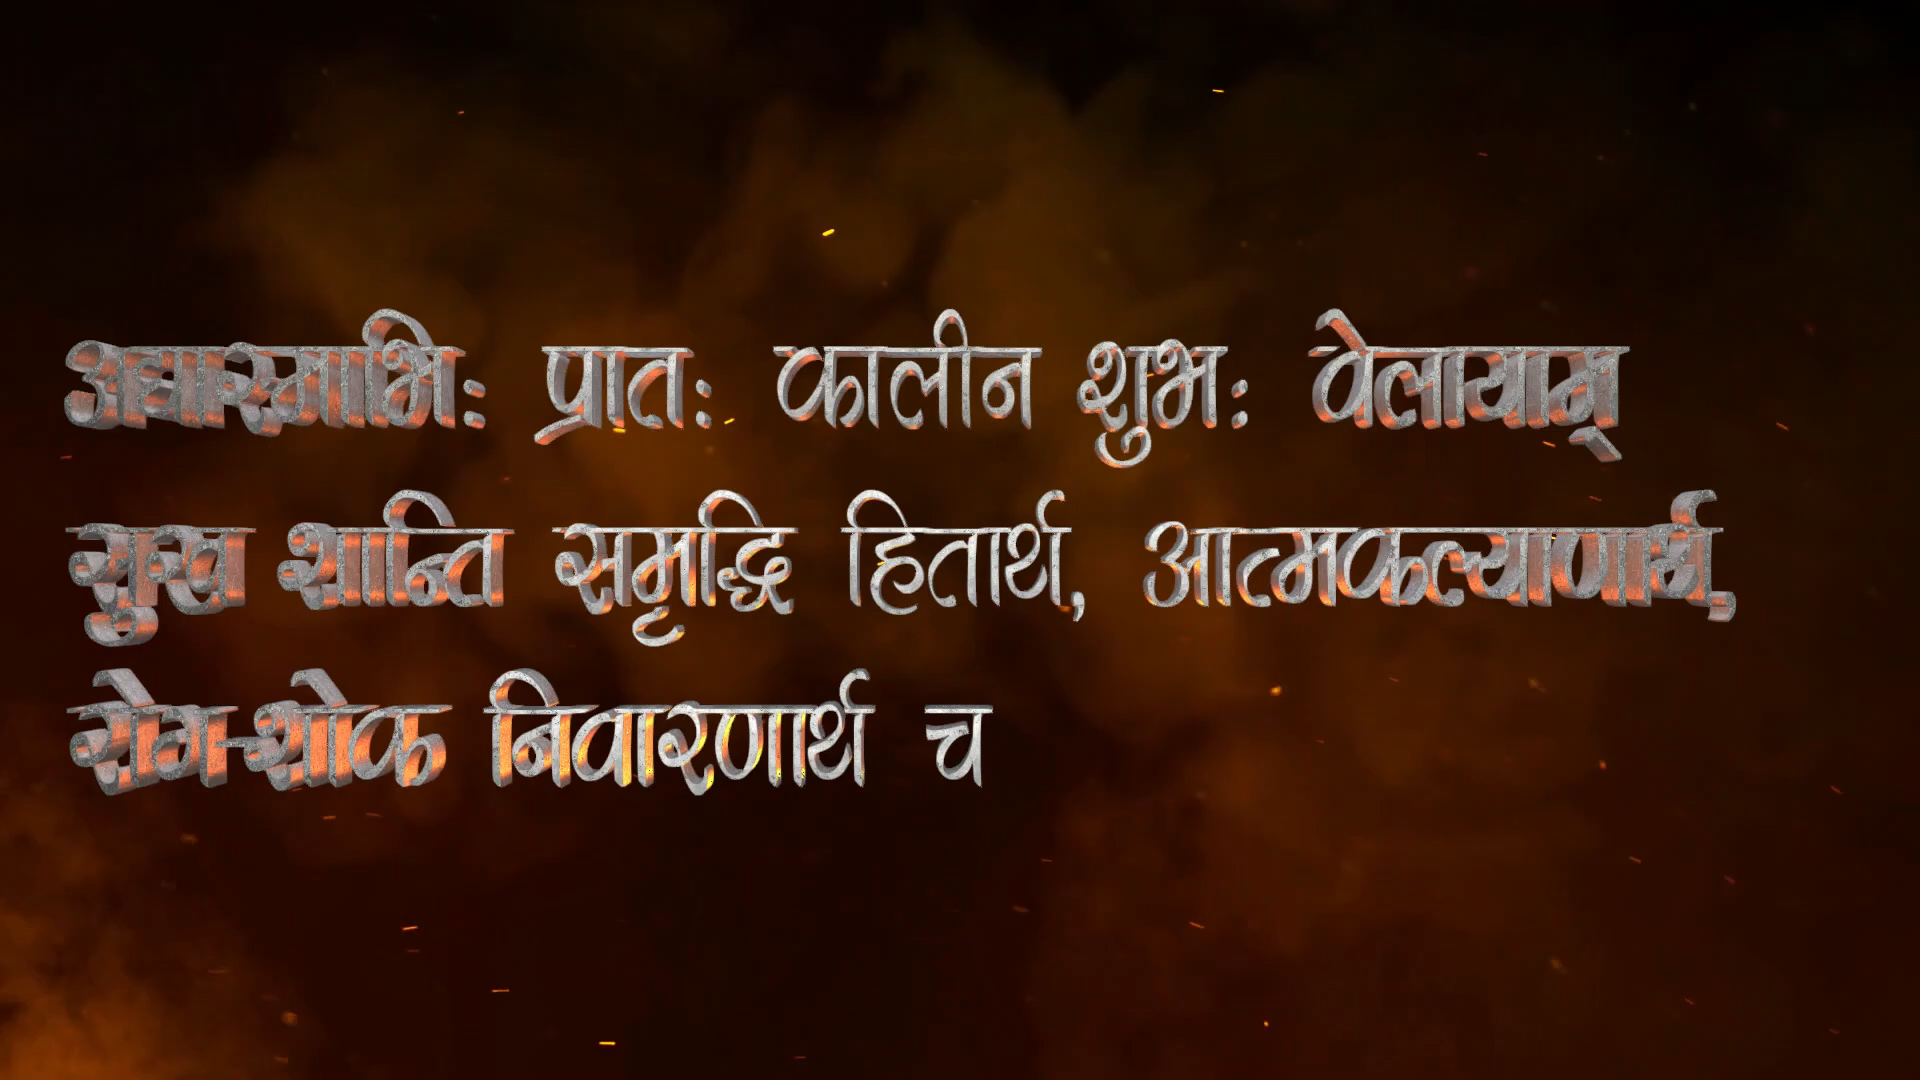 अद्यास्माभिः प्रातः कालीन शुभः वेलायाम्
सुख शान्ति समृद्धि हितार्थ, आत्मकल्याणार्थ,
रोग-शोक निवारणार्थ च